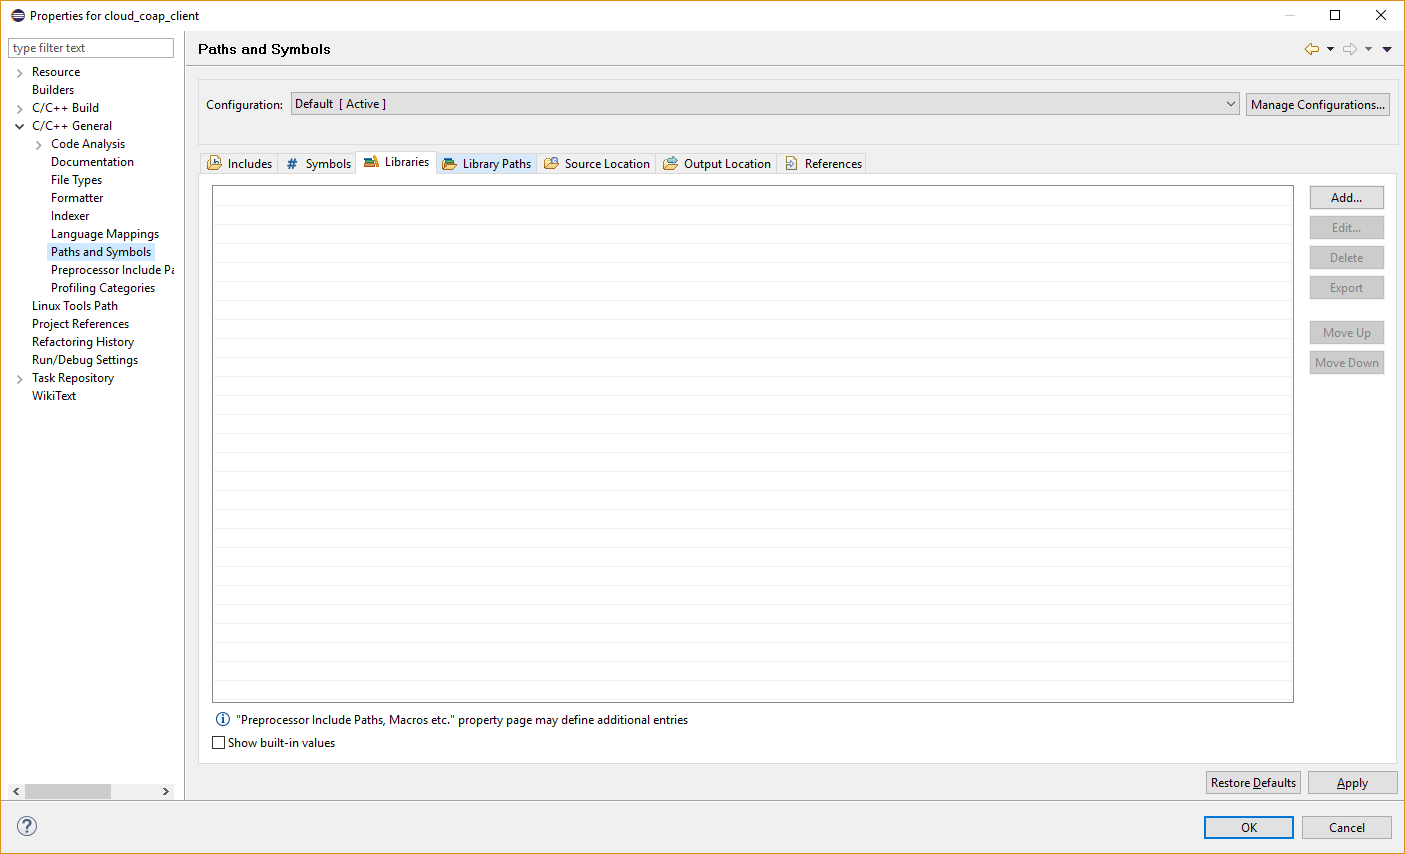 Properties for cloud_coap_client
type filter text
Resource
Builders
C/C++ Build
C/C++ General
Code Analysis
Documentation
File Types
Formatter
Indexer
Language Mappings
Paths and Symbols
Preprocessor Include Pa
Profiling Categories
Linux Tools Path
Project References
Refactoring History
Run/Debug Settings
Task Repository
WikiText
Paths and Symbols
Configuration: Default [ Active ] Manage Configurations...
Includes # Symbols Libraries Library Paths Source Location Output Location References
Add...
Edit...
Delete
Export
Move Up
Move Down
"Preprocessor Include Paths, Macros etc." property page may define additional entries
Show built-in values
Restore Defaults Apply
OK Cancel